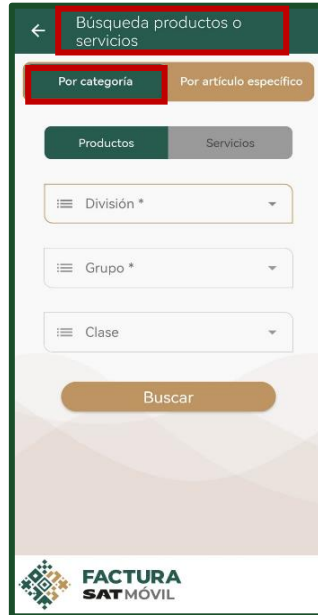 Búsqueda productos o
servicios
Por categoría
Por artículo específico
Productos
Servicios
División *
Grupo *
Clase
Buscar
FACTURA
SAT MÓVIL